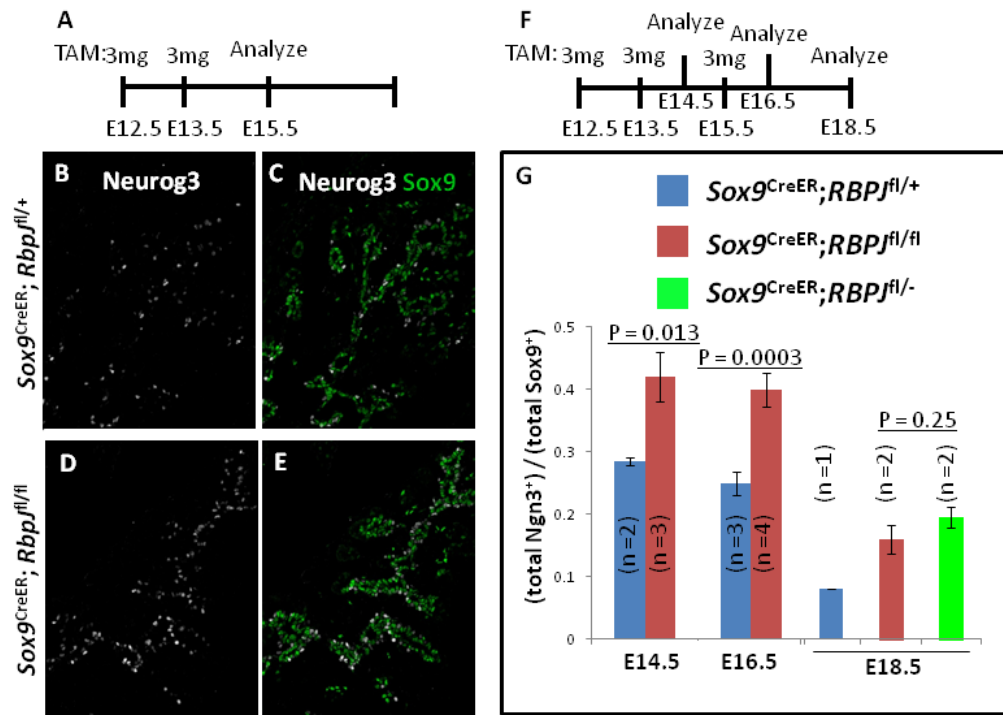 A
TAM: 3mg 3mg Analyze
E12.5 E13.5 E15.5
B Neurog3
C Neurog3 Sox9
Sox9CreER; RbpJfl/+
D
E
Sox9CreER; RbpJfl/fl
F
Analyze
Analyze
TAM: 3mg 3mg 3mg Analyze
E14.5 E16.5
E12.5 E13.5 E15.5 E18.5
G
Sox9CreER;RBPJfl/+
Sox9CreER;RBPJfl/fl
Sox9CreER;RBPJfl/-
(total Ngn3+) / (total Sox9+)
0.5
0.4
0.3
0.2
0.1
0
P = 0.013
P = 0.0003
P = 0.25
(n=2)
(n=3)
(n=3)
(n=4)
(n=1)
(n=2)
(n=2)
E14.5 E16.5 E18.5